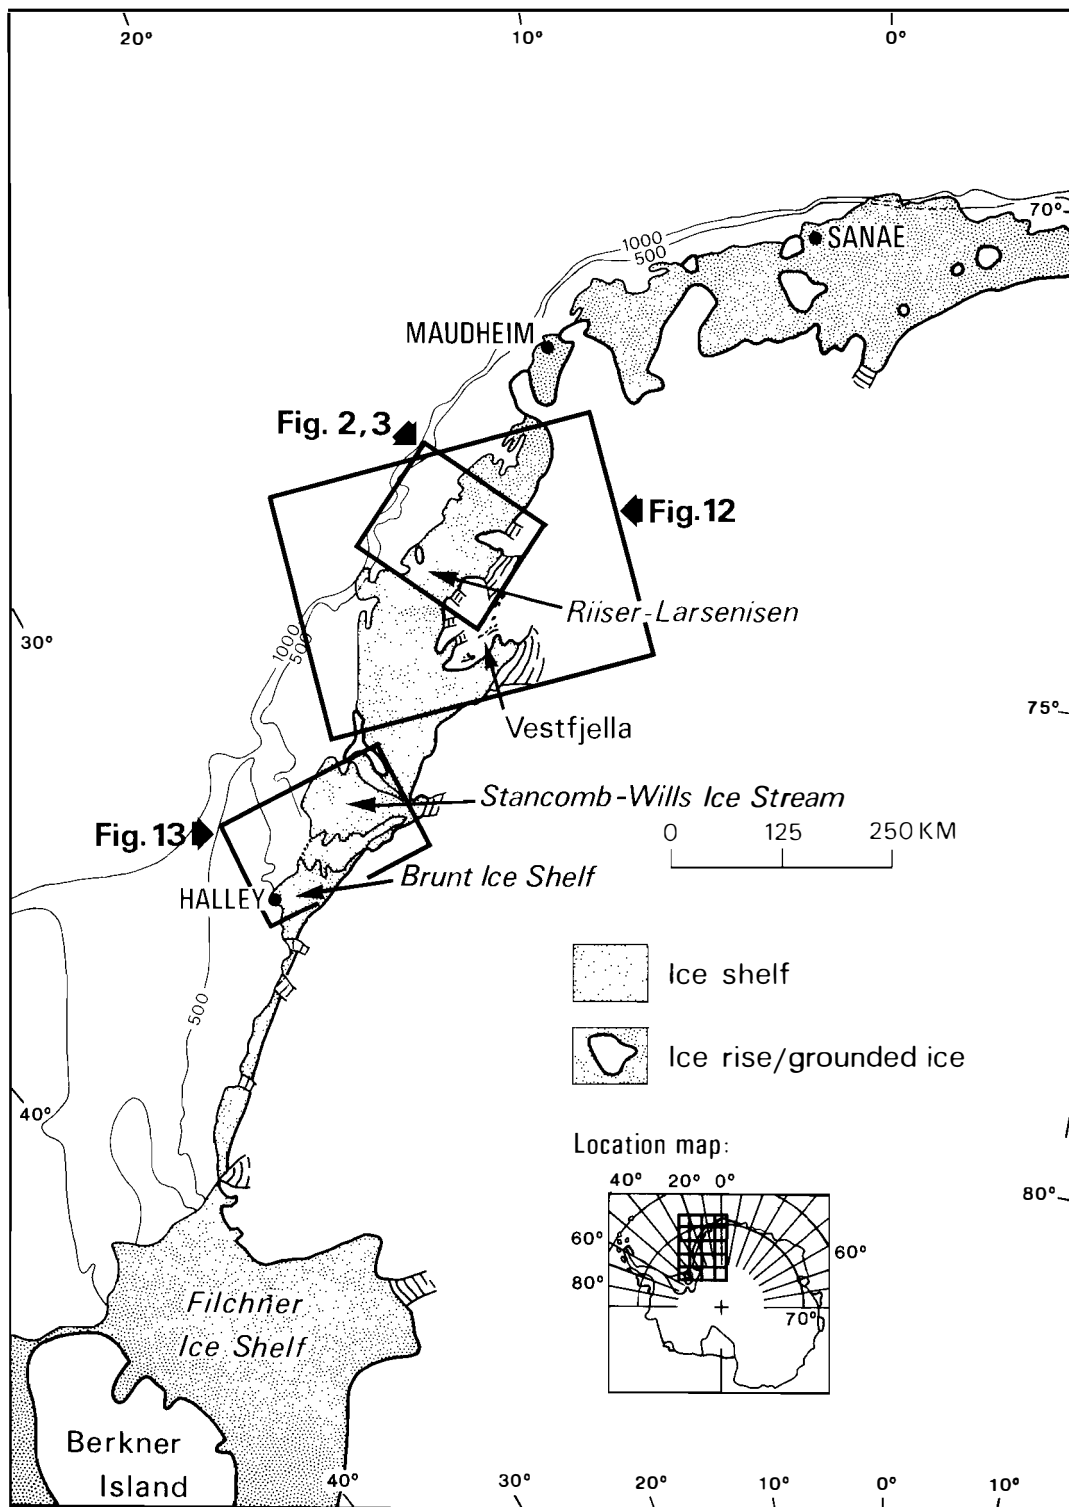 20° 10° 0°
70°
1000
500
SANAE
MAUDHEIM
Fig. 2, 3
Fig. 12
Riiser-Larsenisen
30°
1000
500
75°
Vestfjella
Stancomb-Wills Ice Stream
0 125 250 KM
Fig. 13
Brunt Ice Shelf
HALLEY
Ice shelf
500
Ice rise/grounded ice
40°
Location map:
40° 20° 0°
80°
60°
60°
80°
70°
Filchner
Ice Shelf
Berkner
Island
40° 30° 20° 10° 0° 10°